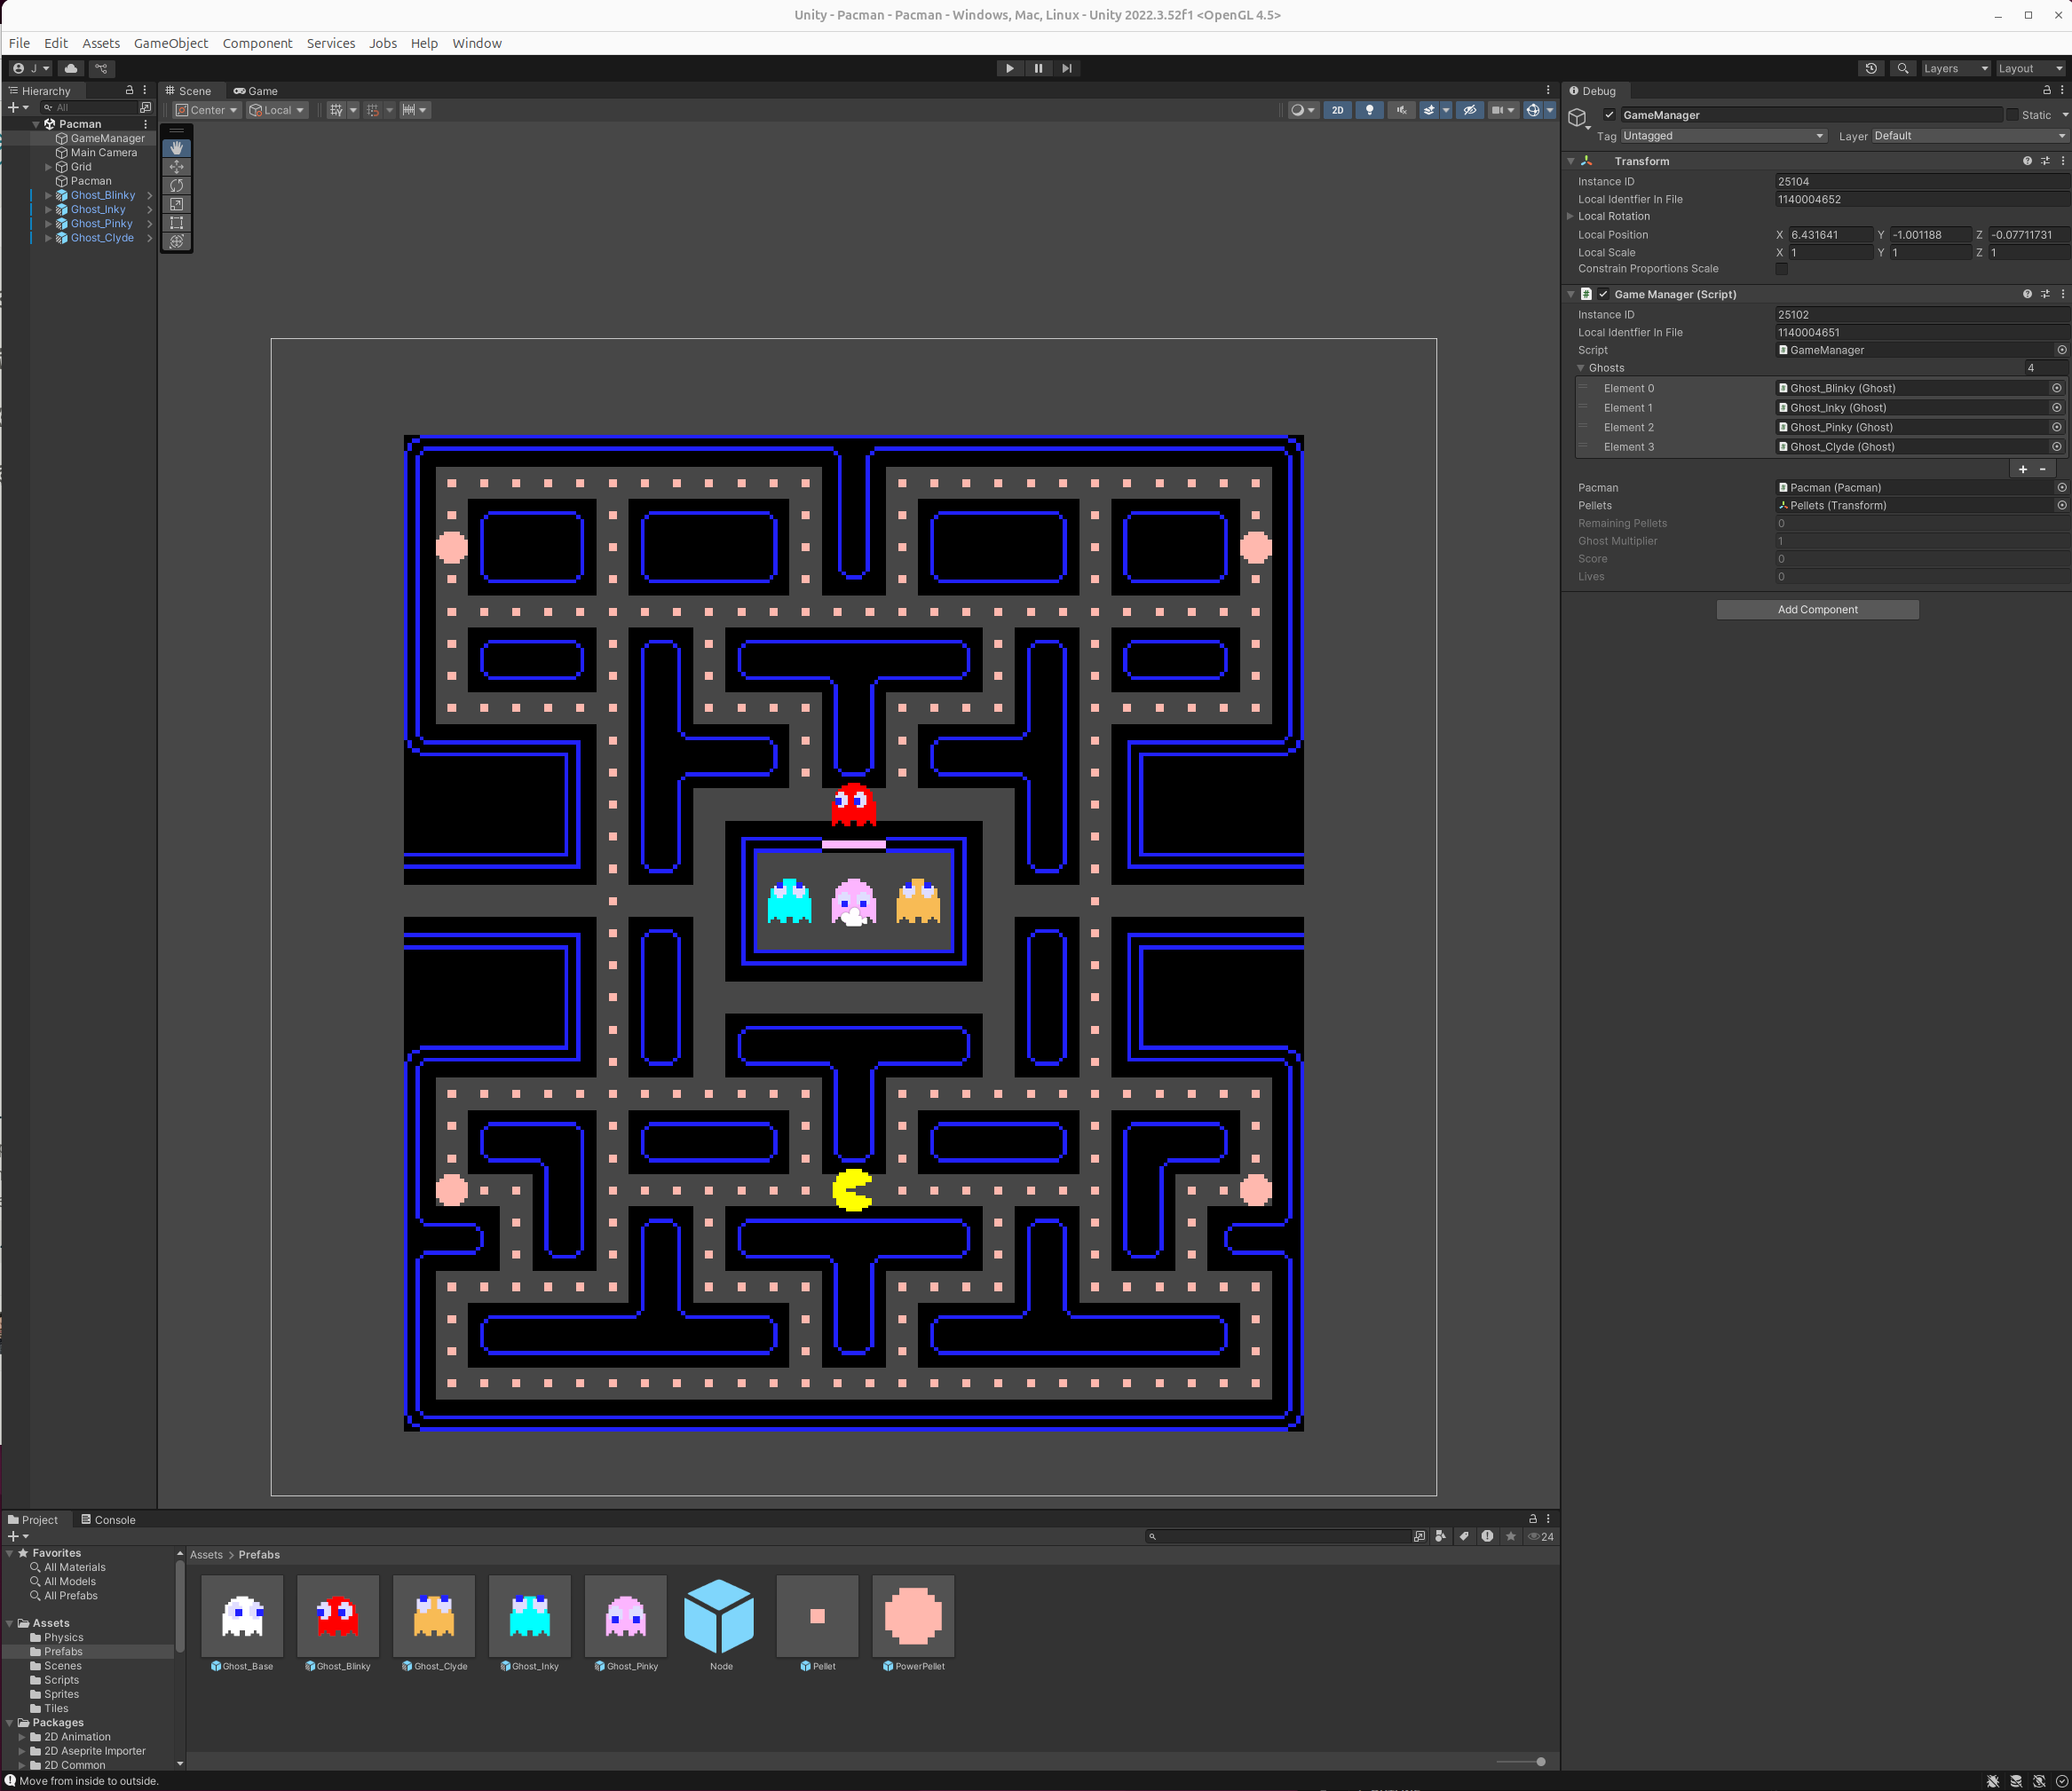 Unity - Pacman - Pacman - Windows, Mac, Linux - Unity 2022.3.52f1 <OpenGL 4.5>
File Edit Assets GameObject Component Services Jobs Help Window
J Layers Layout
Hierarchy
All
Pacman
GameManager
Main Camera
Grid
Pacman
Ghost_Blinky
Ghost_Inky
Ghost_Pinky
Ghost_Clyde
Scene Game
Center Local 2D
Debug
GameManager Static
Tag Untagged Layer Default
Transform
Instance ID 25104
Local Identfier In File 1140004652
Local Rotation
Local Position X 6.431641 Y -1.001188 Z -0.07711731
Local Scale X 1 Y 1 Z 1
Constrain Proportions Scale
Game Manager (Script)
Instance ID 25102
Local Identfier In File 1140004651
Script GameManager
Ghosts 4
Element 0 Ghost_Blinky (Ghost)
Element 1 Ghost_Inky (Ghost)
Element 2 Ghost_Pinky (Ghost)
Element 3 Ghost_Clyde (Ghost)
+ -
Pacman Pacman (Pacman)
Pellets Pellets (Transform)
Remaining Pellets 0
Ghost Multiplier 1
Score 0
Lives 0
Add Component
Project Console
24
Favorites
All Materials
All Models
All Prefabs
Assets
Physics
Prefabs
Scenes
Scripts
Sprites
Tiles
Packages
2D Animation
2D Aseprite Importer
2D Common
Assets > Prefabs
Ghost_Base Ghost_Blinky Ghost_Clyde Ghost_Inky Ghost_Pinky Node Pellet PowerPellet
Move from inside to outside.